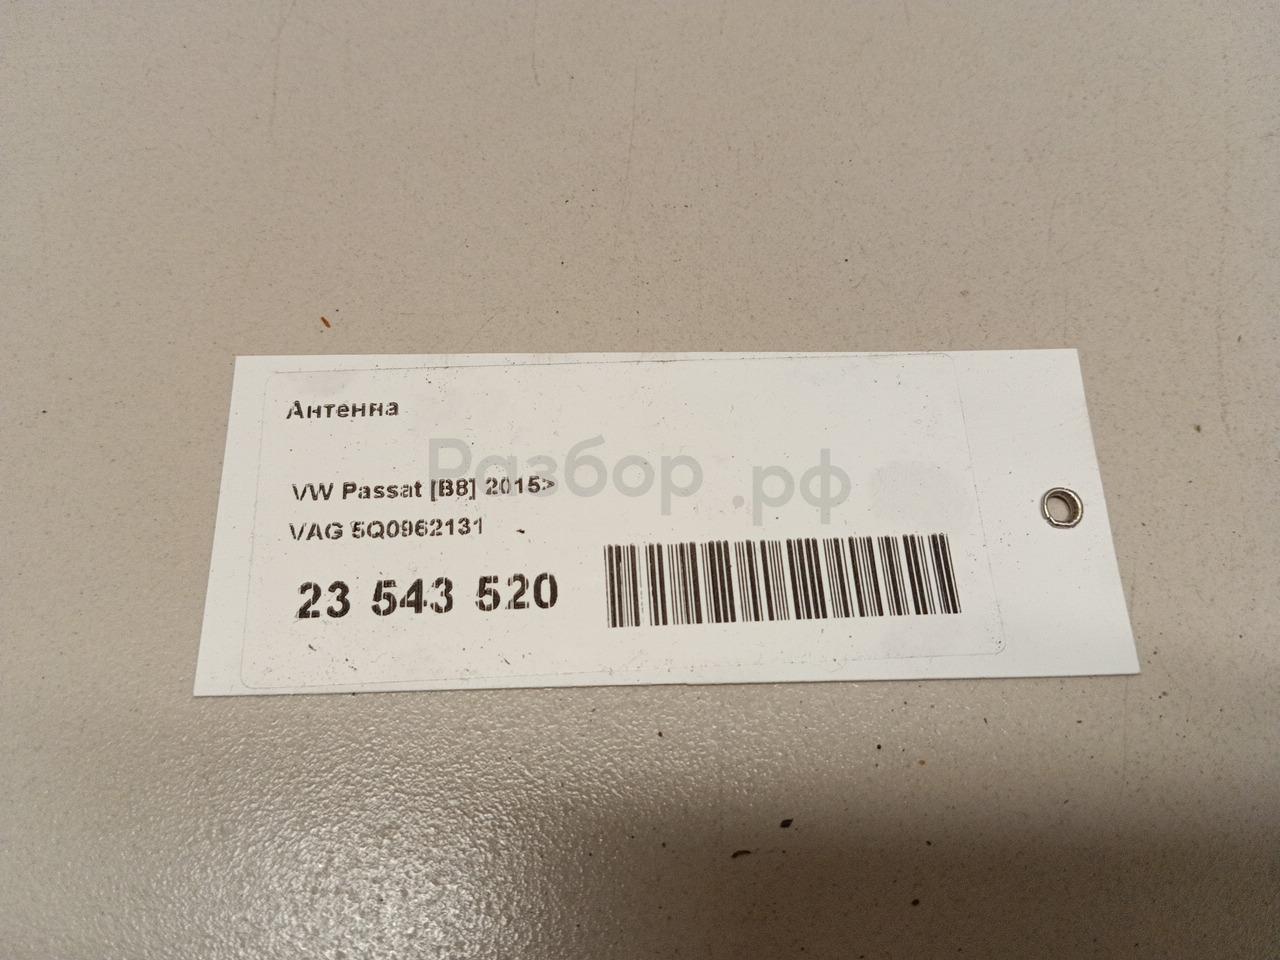 Антенна
Разбор.рф
VW Passat [B8] 2015>
VAG 5Q0962131
23 543 520